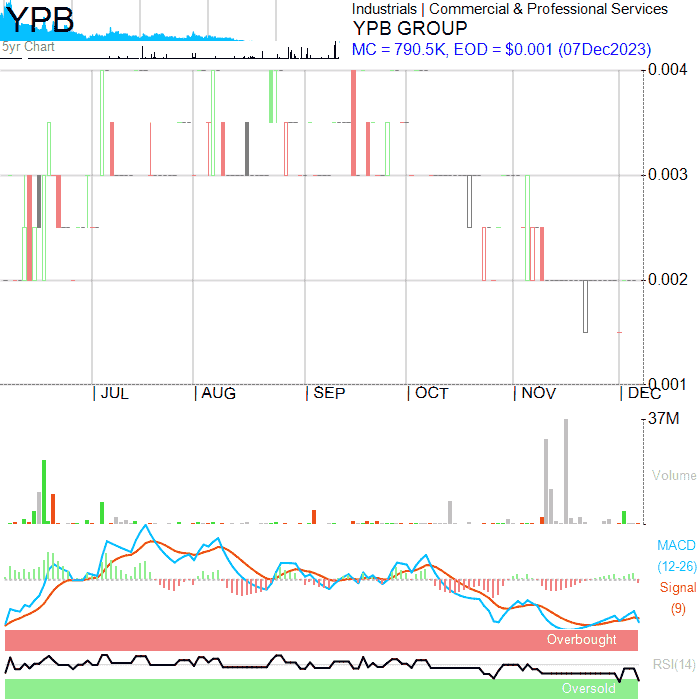 YPB
5yr Chart
Industrials | Commercial & Professional Services
YPB GROUP
MC = 790.5K, EOD = $0.001 (07Dec2023)
0.004
0.003
0.002
0.001
JUL
AUG
SEP
OCT
NOV
DEC
37M
Volume
MACD
(12-26)
Signal
(9)
Overbought
RSI(14)
Oversold